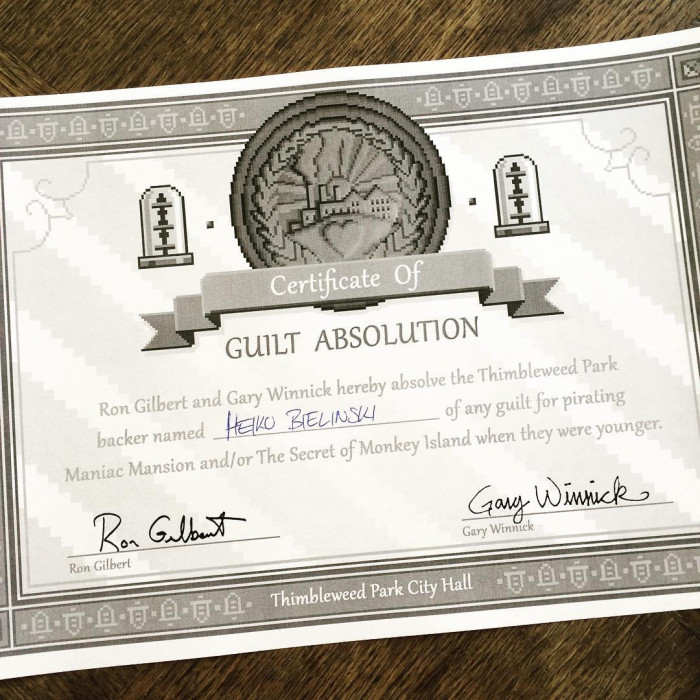 Certificate Of
GUILT ABSOLUTION
Ron Gilbert and Gary Winnick hereby absolve the Thimbleweed Park
backer named HEIKO BIELINSKI of any guilt for pirating
Maniac Mansion and/or The Secret of Monkey Island when they were younger.
Ron Gilbert
Gary Winnick
Ron Gilbert
Gary Winnick
Thimbleweed Park City Hall